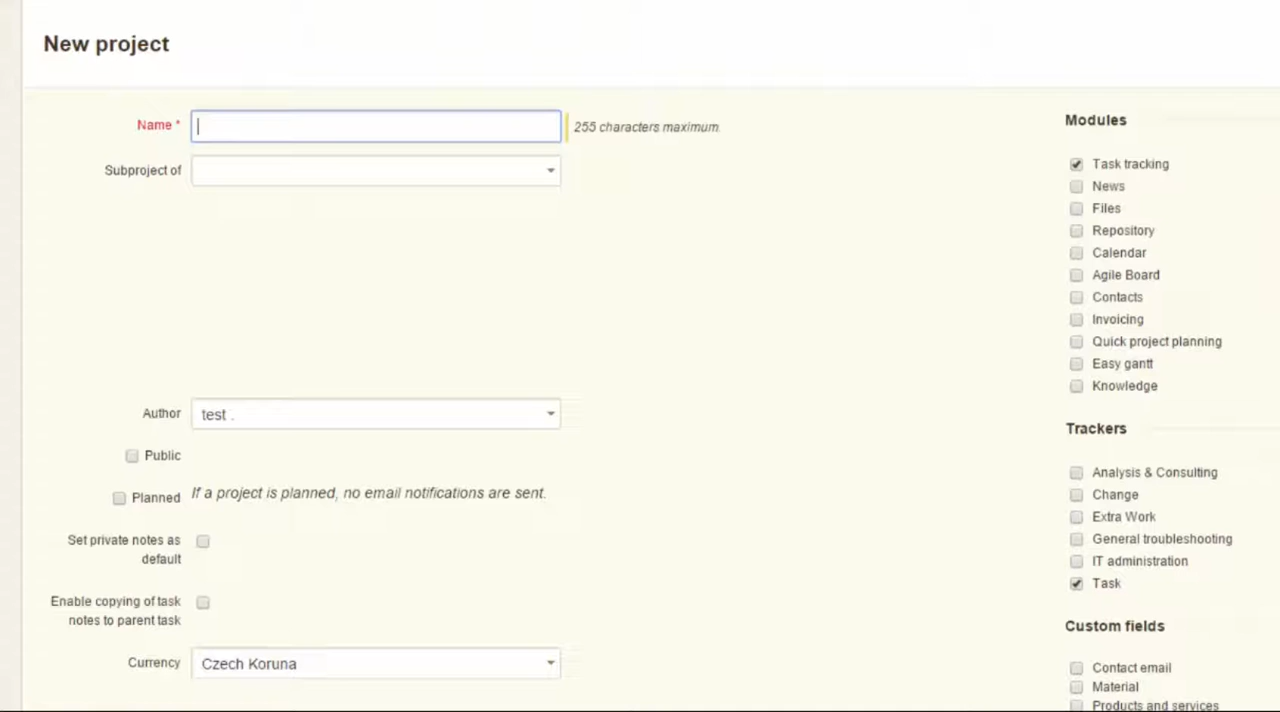 New project
Name *
255 characters maximum
Subproject of
Author
test .
Public
Planned
If a project is planned, no email notifications are sent.
Set private notes as
default
Enable copying of task
notes to parent task
Currency
Czech Koruna
Modules
Task tracking
News
Files
Repository
Calendar
Agile Board
Contacts
Invoicing
Quick project planning
Easy gantt
Knowledge
Trackers
Analysis & Consulting
Change
Extra Work
General troubleshooting
IT administration
Task
Custom fields
Contact email
Material
Products and services